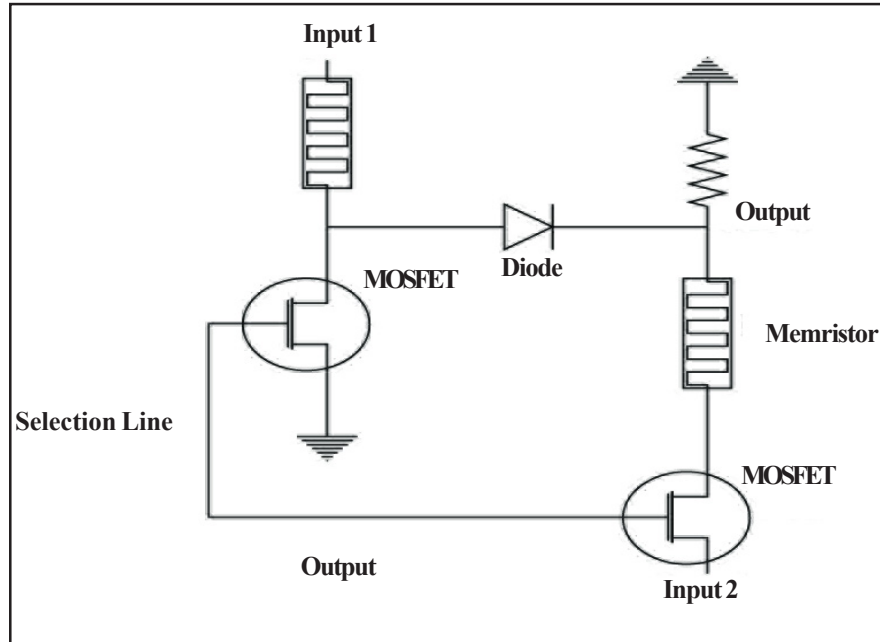 Input 1
Output
Diode
MOSFET
Memristor
Selection Line
MOSFET
Output
Input 2